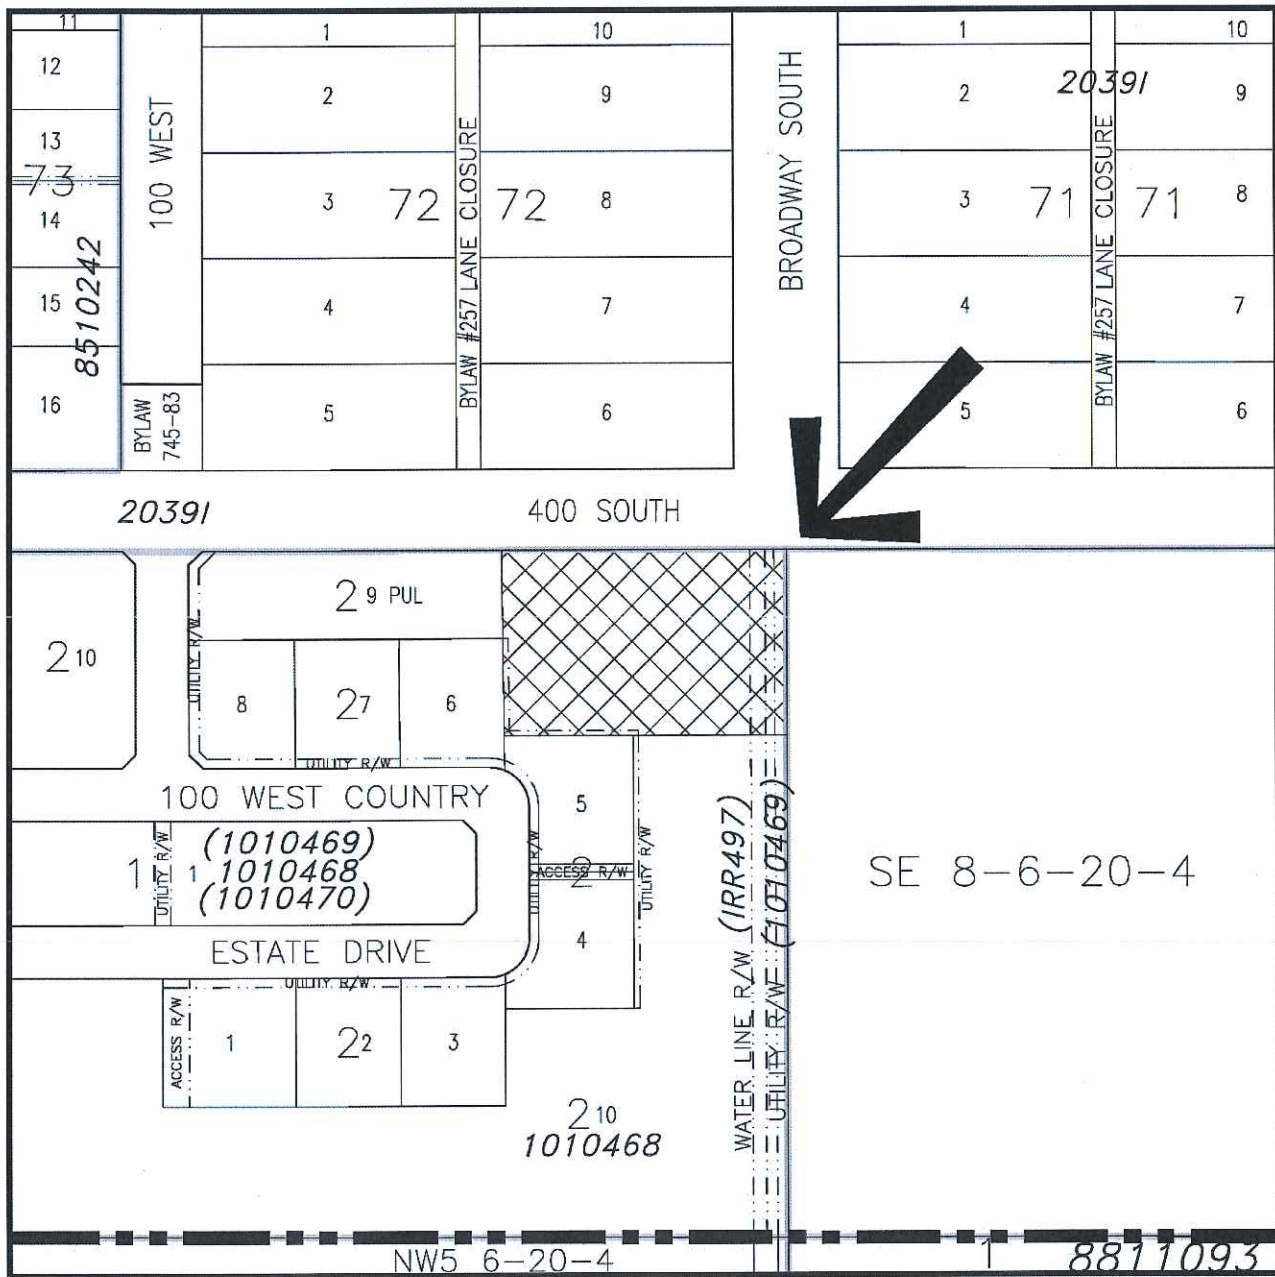 11
12
13
73
14
15
16
8510242
100 WEST
BYLAW
745-83
1
2
3
4
5
72
BYLAW #257 LANE CLOSURE
72
10
9
8
7
6
BROADWAY SOUTH
1
2
3
4
5
71
2039I
BYLAW #257 LANE CLOSURE
71
10
9
8
7
6
2039I
400 SOUTH
2 10
UTILITY R/W
2 9 PUL
8
2 7
6
UTILITY R/W
100 WEST COUNTRY
1
UTILITY R/W
1
(1010469)
1010468
(1010470)
ESTATE DRIVE
UTILITY R/W
ACCESS R/W
1
2 2
3
5
UTILITY R/W
2
ACCESS R/W
UTILITY R/W
4
2 10
1010468
WATER LINE R/W (IRR497)
UTILITY R/W (1010469)
SE 8-6-20-4
NW5 6-20-4
1
8811093